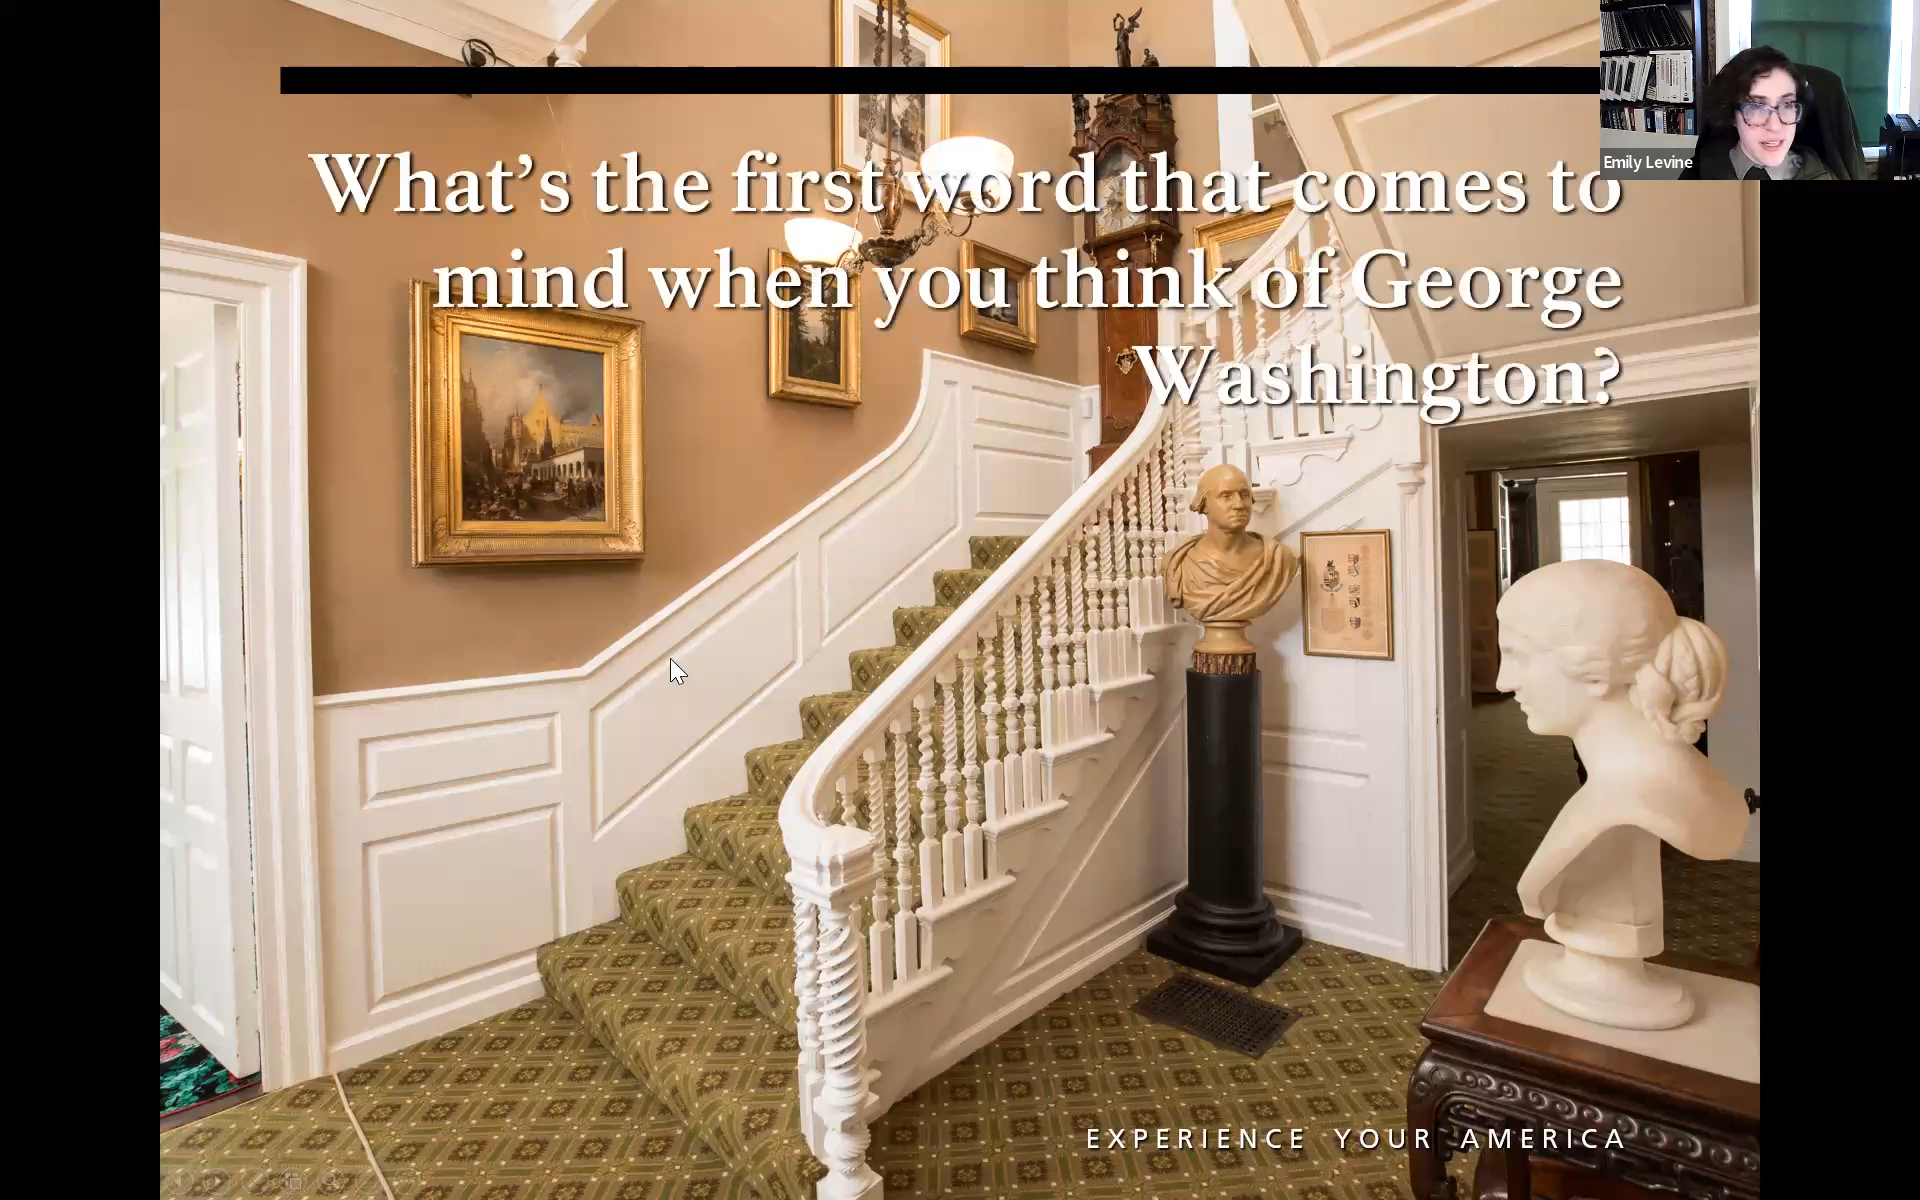 Emily Levine
What's the first word that comes to
mind when you think of George
Washington?
EXPERIENCE YOUR AMERICA